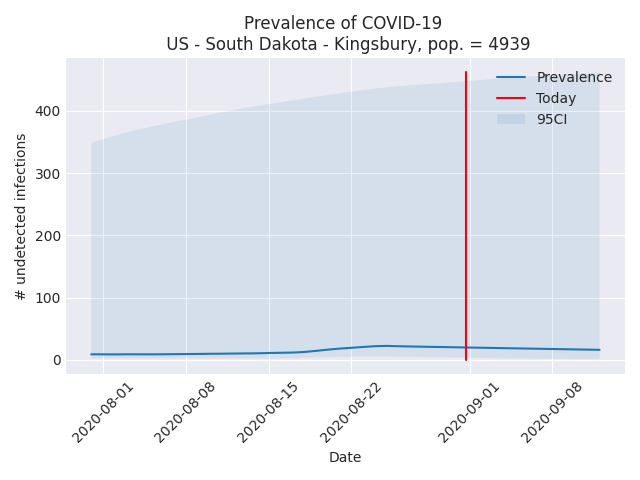 Prevalence of COVID-19
US - South Dakota - Kingsbury, pop. = 4939
Prevalence
Today
95CI
# undetected infections
400
300
200
100
0
2020-08-01
2020-08-08
2020-08-15
2020-08-22
2020-09-01
2020-09-08
Date